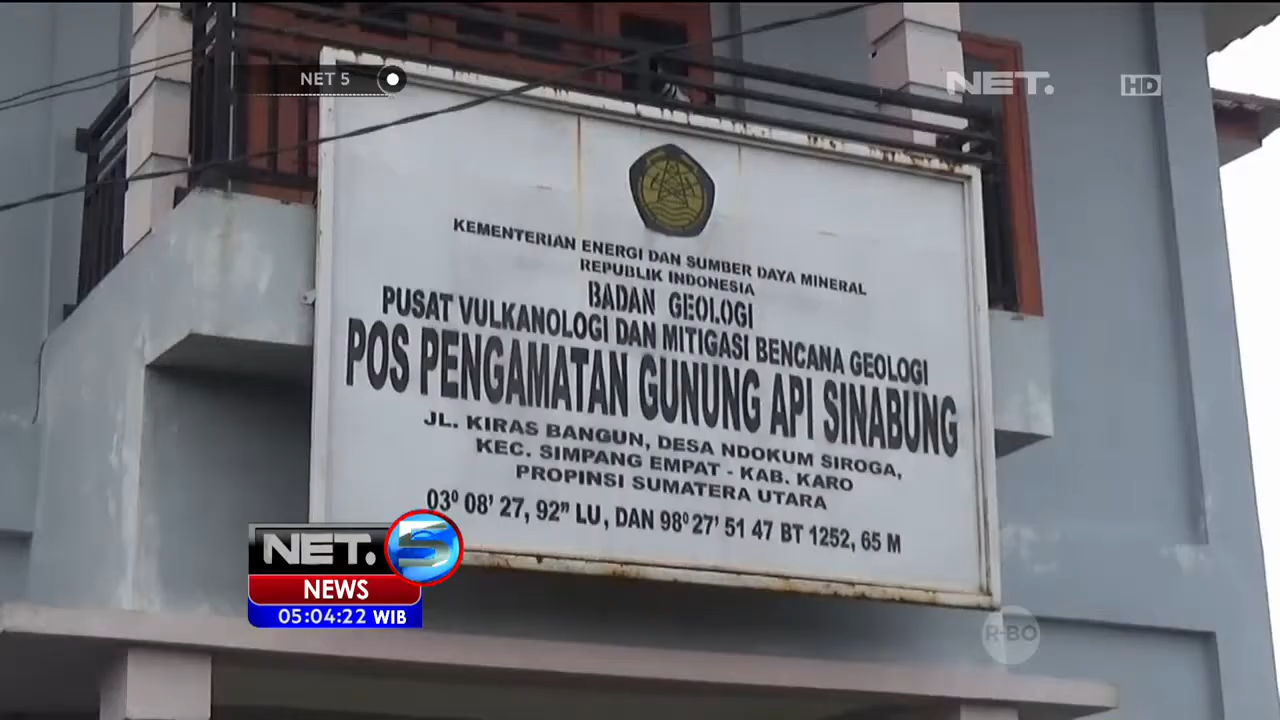 NET 5
NET.
HD
KEMENTERIAN ENERGI DAN SUMBER DAYA MINERAL
REPUBLIK INDONESIA
BADAN GEOLOGI
PUSAT VULKANOLOGI DAN MITIGASI BENCANA GEOLOGI
POS PENGAMATAN GUNUNG API SINABUNG
JL. KIRAS BANGUN, DESA NDOKUM SIROGA,
KEC. SIMPANG EMPAT - KAB. KARO
PROPINSI SUMATERA UTARA
03⁰ 08' 27, 92" LU, DAN 98⁰ 27' 51 47 BT 1252, 65 M
NET. 5
NEWS
05:04:22 WIB
R-BO